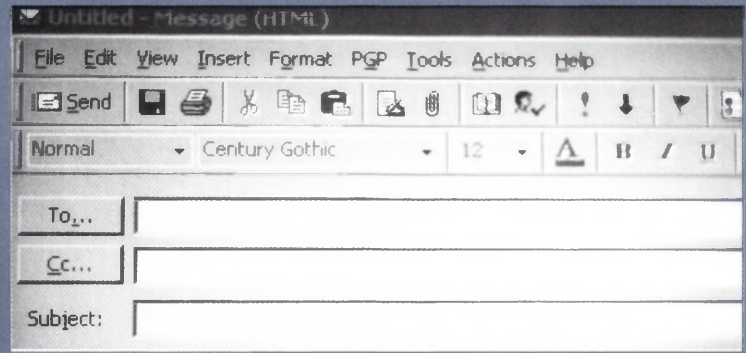 Untitled - Message (HTML)
File Edit View Insert Format PGP Tools Actions Help
Send
Normal Century Gothic 12 A B I U
To...
Cc...
Subject: